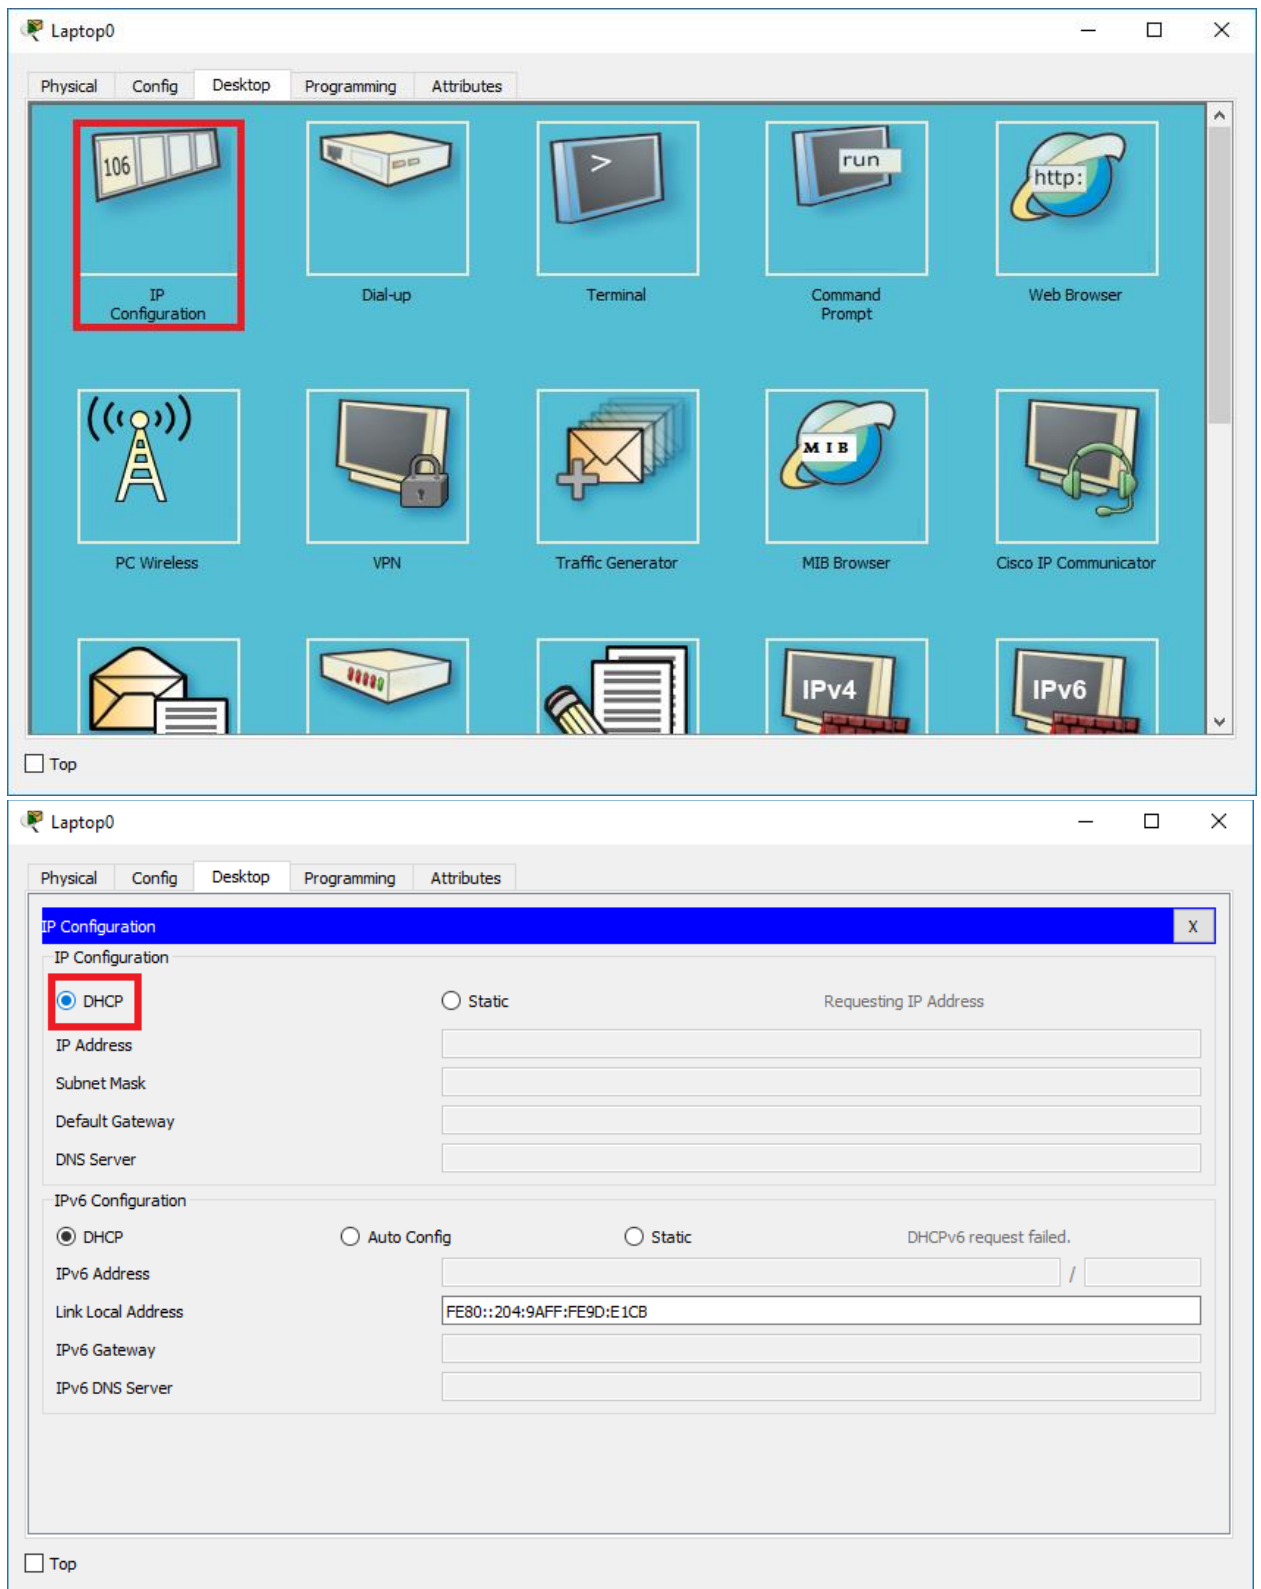 Laptop0
Physical Config Desktop Programming Attributes
106
>
run
http:
IP
Configuration
Dial-up
Terminal
Command
Prompt
Web Browser
MIB
PC Wireless
VPN
Traffic Generator
MIB Browser
Cisco IP Communicator
IPv4
IPv6
Top
Laptop0
Physical Config Desktop Programming Attributes
IP Configuration X
IP Configuration
DHCP Static Requesting IP Address
IP Address
Subnet Mask
Default Gateway
DNS Server
IPv6 Configuration
DHCP Auto Config Static DHCPv6 request failed.
IPv6 Address /
Link Local Address FE80::204:9AFF:FE9D:E1CB
IPv6 Gateway
IPv6 DNS Server
Top